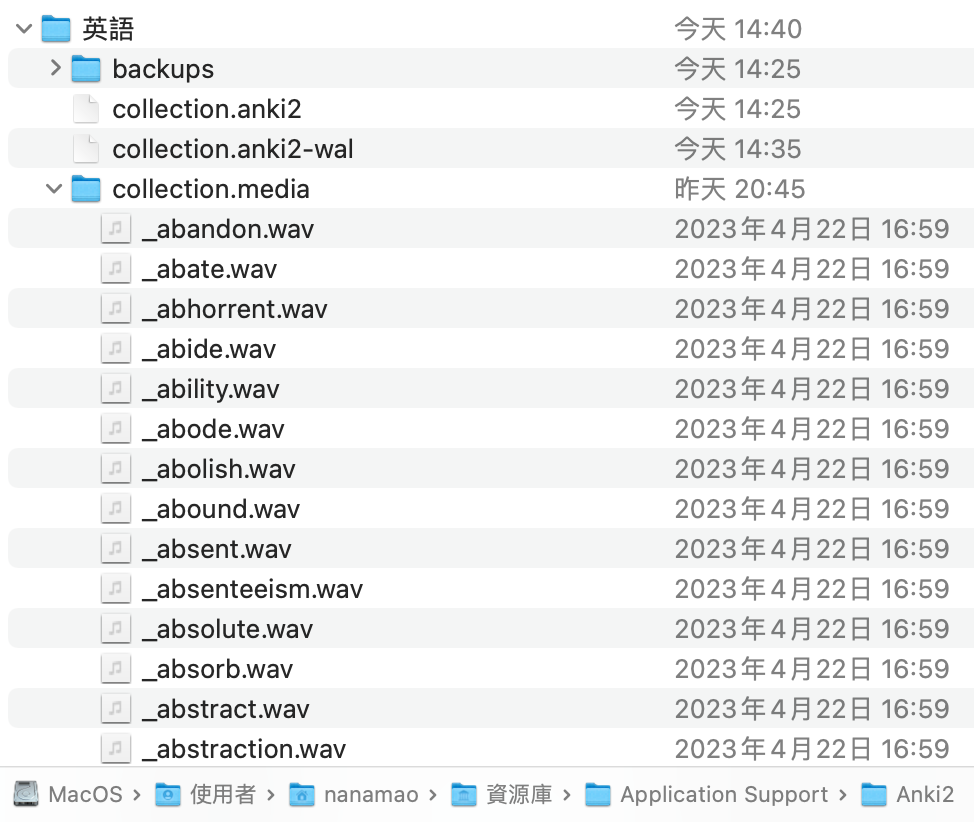 英語 今天 14:40
backups 今天 14:25
collection.anki2 今天 14:25
collection.anki2-wal 今天 14:35
collection.media 昨天 20:45
_abandon.wav 2023年4月22日 16:59
_abate.wav 2023年4月22日 16:59
_abhorrent.wav 2023年4月22日 16:59
_abide.wav 2023年4月22日 16:59
_ability.wav 2023年4月22日 16:59
_abode.wav 2023年4月22日 16:59
_abolish.wav 2023年4月22日 16:59
_abound.wav 2023年4月22日 16:59
_absent.wav 2023年4月22日 16:59
_absenteeism.wav 2023年4月22日 16:59
_absolute.wav 2023年4月22日 16:59
_absorb.wav 2023年4月22日 16:59
_abstract.wav 2023年4月22日 16:59
_abstraction.wav 2023年4月22日 16:59
MacOS › 使用者 › nanamao › 資源庫 › Application Support › Anki2